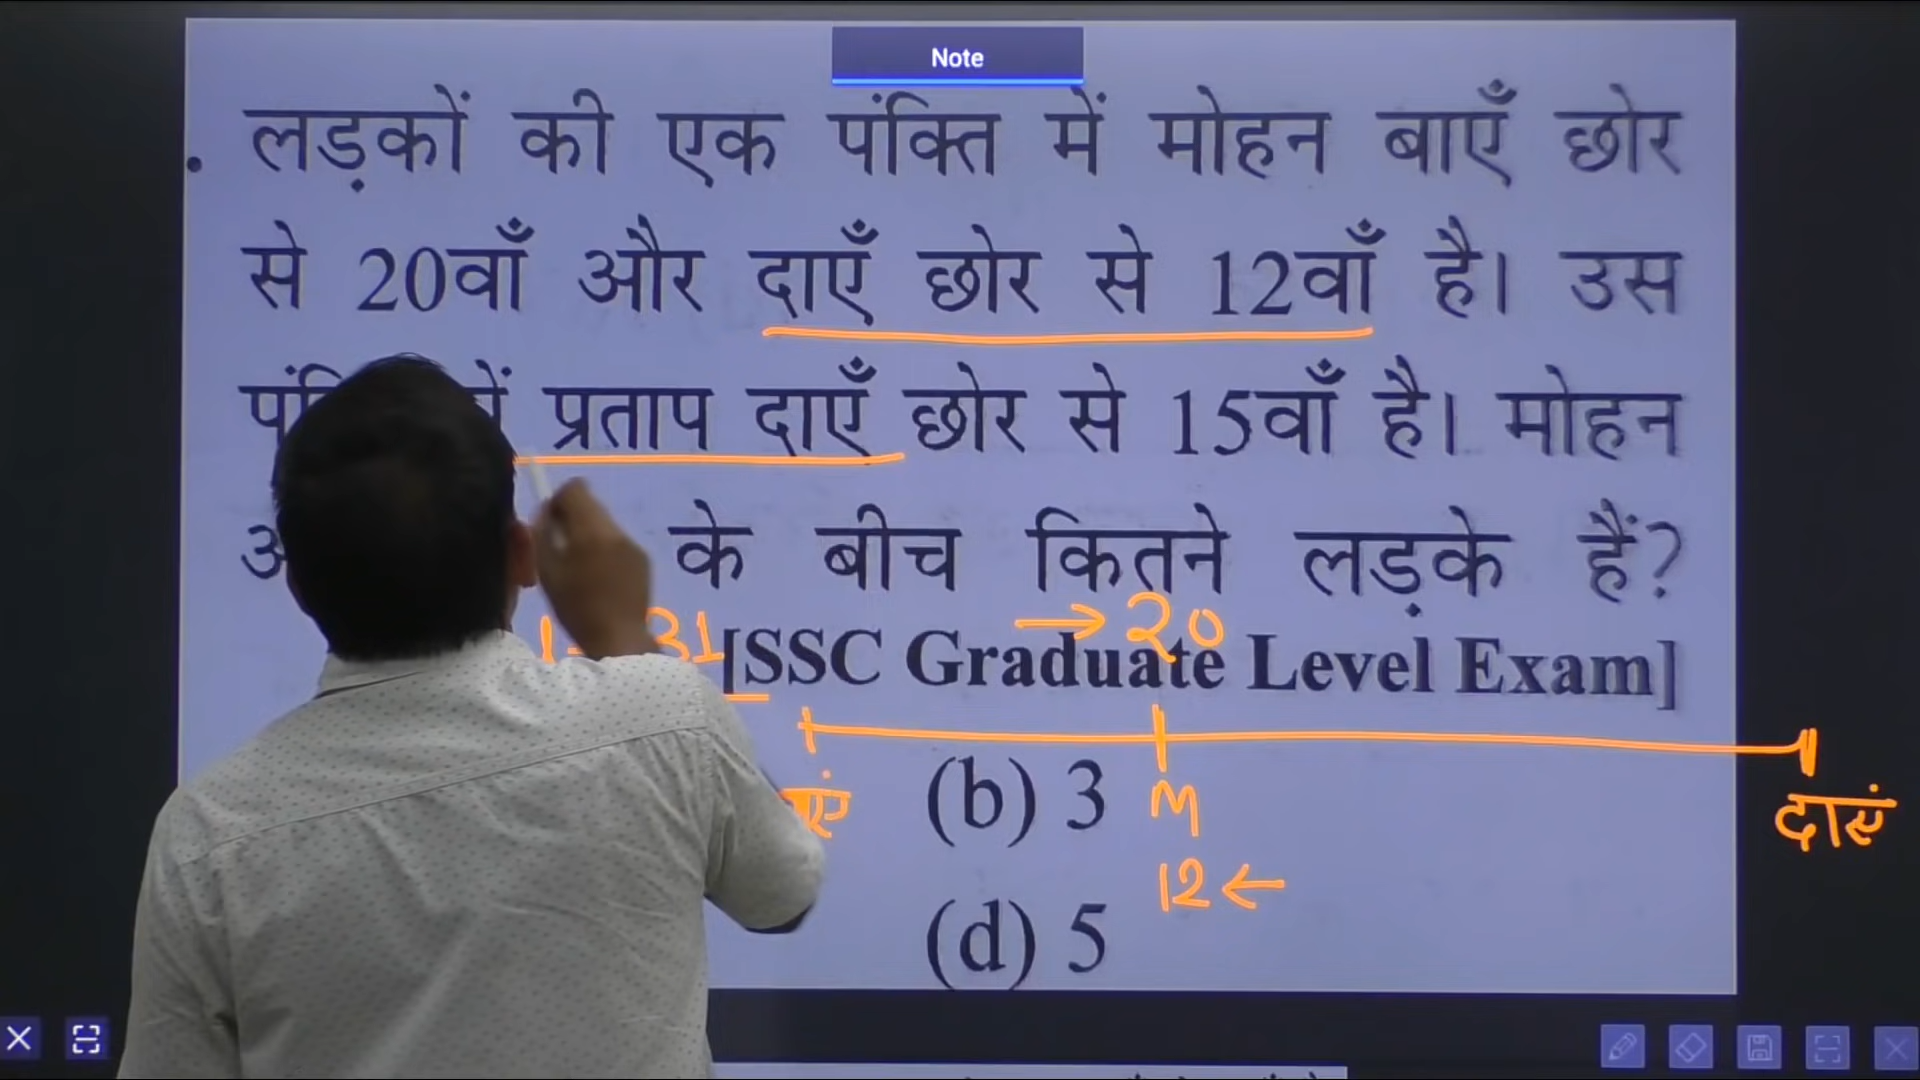 Note
लड़कों की एक पंक्ति में मोहन बाएँ छोर
से 20वाँ और दाएँ छोर से 12वाँ है। उस
प्रताप दाएँ छोर से 15वाँ है। मोहन
के बीच कितने लड़के हैं?
31 [SSC Graduate Level Exam]
→ 20
(b) 3
M
दाएं
12 ←
(d) 5